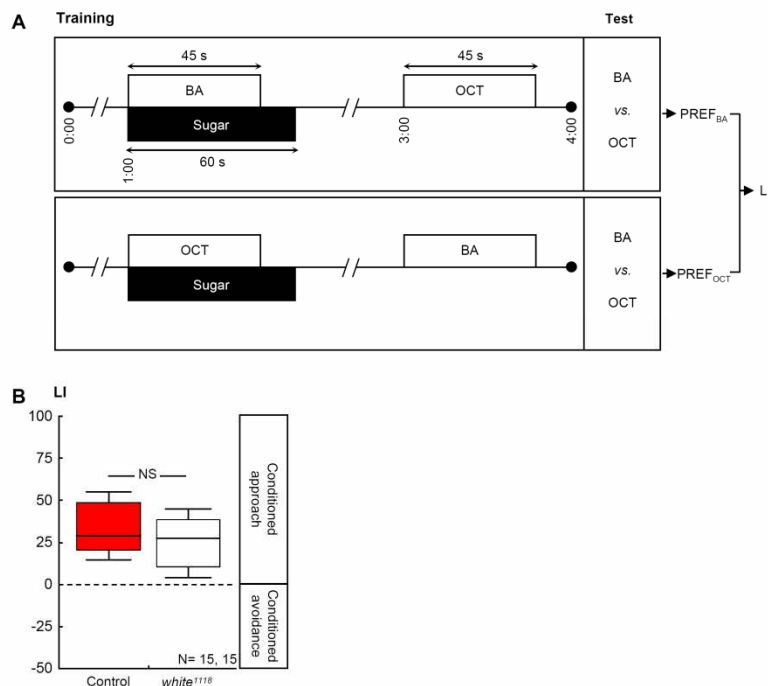 A
Training
Test
45 s
BA
Sugar
60 s
0:00
1:00
45 s
OCT
3:00
4:00
BA
vs.
OCT
PREF_BA
L
OCT
Sugar
BA
BA
vs.
OCT
PREF_OCT
B
LI
100
75
50
25
0
-25
-50
NS
N= 15, 15
Control
white1118
Conditioned
approach
Conditioned
avoidance